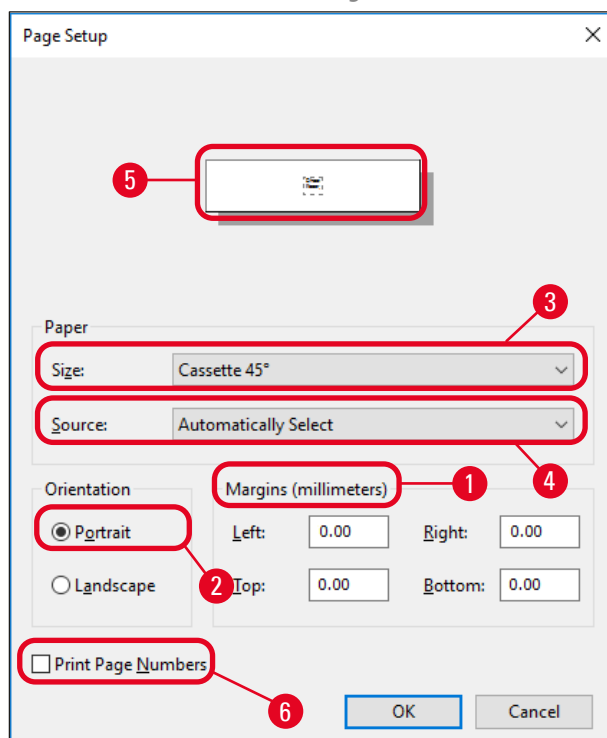 Page Setup
5
3
Paper
Size: Cassette 45°
Source: Automatically Select
4
Orientation
Margins (millimeters)
1
Portrait
Left: 0.00 Right: 0.00
2
Landscape
Top: 0.00 Bottom: 0.00
Print Page Numbers
6
OK Cancel